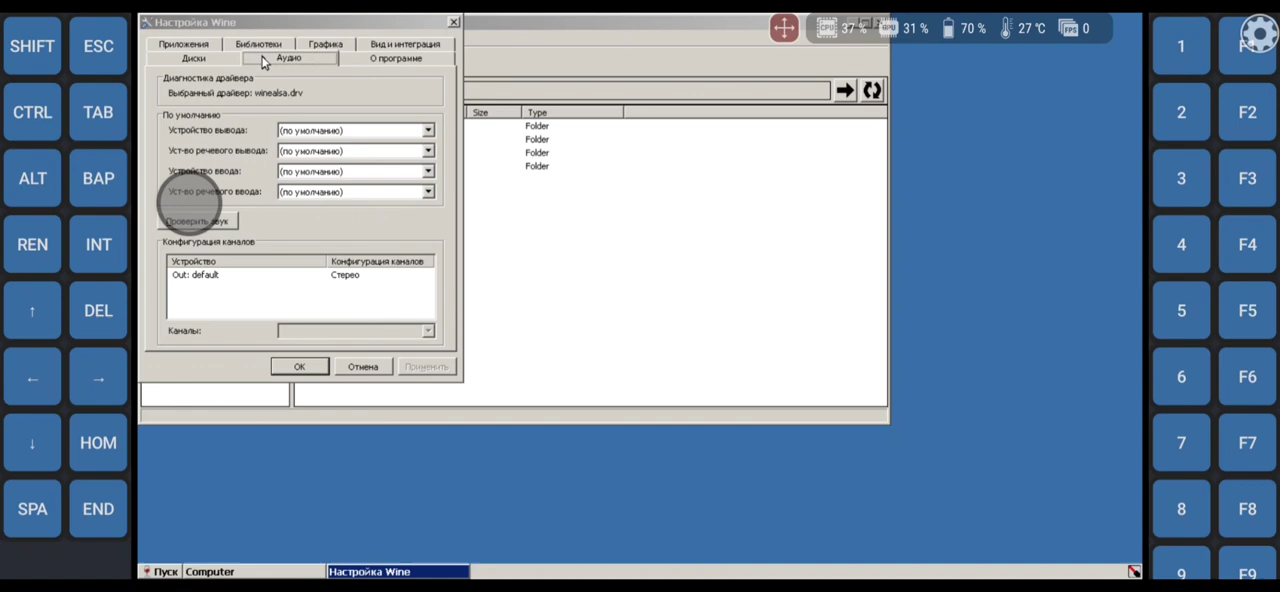 Настройка Wine
Приложения
Библиотеки
Графика
Вид и интеграция
Диски
Аудио
О программе
Диагностика драйвера
Выбранный драйвер: winealsa.drv
По умолчанию
Устройство вывода:
(по умолчанию)
Уст-во речевого вывода:
(по умолчанию)
Устройство ввода:
(по умолчанию)
Уст-во речевого ввода:
(по умолчанию)
Проверить звук
Конфигурация каналов
Устройство
Конфигурация каналов
Out: default
Стерео
Каналы:
ОК
Отмена
Применить
Size
Type
Folder
Folder
Folder
Folder
CPU
37 %
GPU
31 %
70 %
27 °C
FPS
0
SHIFT
ESC
CTRL
TAB
ALT
BAP
REN
INT
↑
DEL
←
→
↓
HOM
SPA
END
1
2
F2
3
F3
4
F4
5
F5
6
F6
7
F7
8
F8
9
F9
Пуск
Computer
Настройка Wine